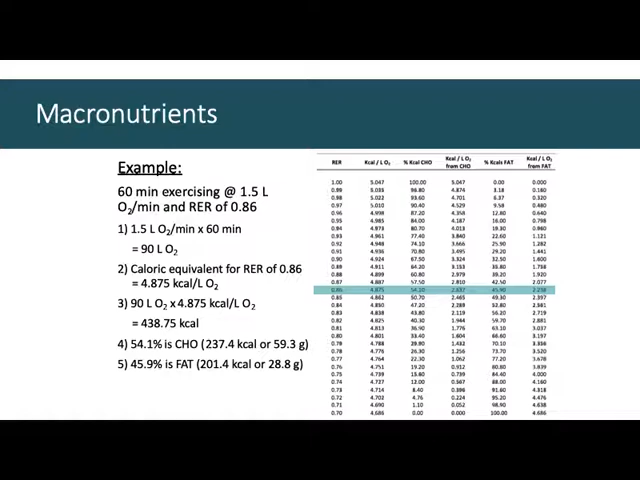 Macronutrients
Example:
60 min exercising @ 1.5 L
O2/min and RER of 0.86
1) 1.5 L O2/min x 60 min
= 90 L O2
2) Caloric equivalent for RER of 0.86
= 4.875 kcal/L O2
3) 90 L O2 x 4.875 kcal/L O2
= 438.75 kcal
4) 54.1% is CHO (237.4 kcal or 59.3 g)
5) 45.9% is FAT (201.4 kcal or 28.8 g)
RER Kcal / L O2 % Kcal CHO Kcal / L O2 from CHO % Kcals FAT Kcal / L O2 from FAT
1.00 5.047 100.00 5.047 0.00 0.000
0.99 5.035 96.80 4.874 3.18 0.160
0.98 5.022 93.60 4.701 6.37 0.320
0.97 5.010 90.40 4.529 9.58 0.480
0.96 4.998 87.20 4.358 12.80 0.640
0.95 4.985 84.00 4.187 16.00 0.798
0.94 4.973 80.70 4.013 19.30 0.960
0.93 4.961 77.40 3.840 22.60 1.121
0.92 4.948 74.10 3.666 25.90 1.282
0.91 4.936 70.80 3.495 29.20 1.441
0.90 4.924 67.50 3.324 32.50 1.600
0.89 4.911 64.20 3.153 35.80 1.758
0.88 4.899 60.80 2.979 39.20 1.920
0.87 4.887 57.50 2.810 42.50 2.077
0.86 4.875 54.10 2.637 45.90 2.238
0.85 4.862 50.70 2.465 49.30 2.397
0.84 4.850 47.20 2.289 52.80 2.561
0.83 4.838 43.80 2.119 56.20 2.719
0.82 4.825 40.30 1.944 59.70 2.881
0.81 4.813 36.90 1.776 63.10 3.037
0.80 4.801 33.40 1.604 66.60 3.197
0.79 4.788 29.90 1.432 70.10 3.356
0.78 4.776 26.30 1.256 73.70 3.520
0.77 4.764 22.30 1.062 77.20 3.678
0.76 4.751 19.20 0.912 80.80 3.839
0.75 4.739 15.60 0.739 84.40 4.000
0.74 4.727 12.00 0.567 88.00 4.160
0.73 4.714 8.40 0.396 91.60 4.318
0.72 4.702 4.76 0.224 95.20 4.476
0.71 4.690 1.10 0.052 98.90 4.638
0.70 4.686 0.00 0.000 100.00 4.686